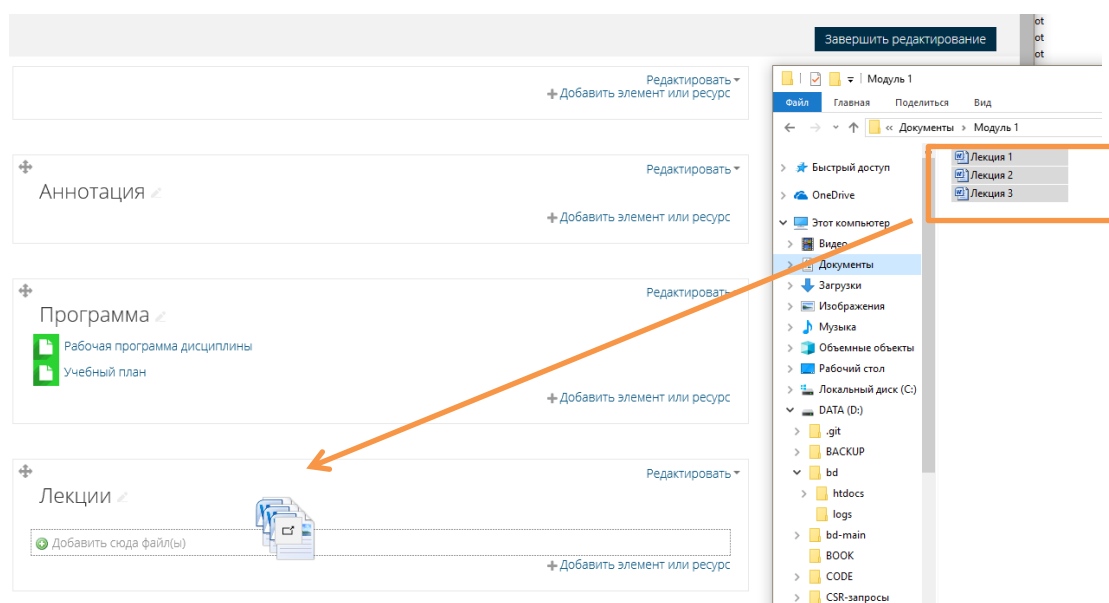 ot
Завершить редактирование
ot
ot
Редактировать
Добавить элемент или ресурс
Аннотация
Редактировать
Добавить элемент или ресурс
Программа
Редактировать
Рабочая программа дисциплины
Учебный план
Добавить элемент или ресурс
Лекции
Редактировать
Добавить сюда файл(ы)
Добавить элемент или ресурс
Модуль 1
Файл Главная Поделиться Вид
« Документы › Модуль 1
Лекция 1
Лекция 2
Лекция 3
Быстрый доступ
OneDrive
Этот компьютер
Видео
Документы
Загрузки
Изображения
Музыка
Объемные объекты
Рабочий стол
Локальный диск (C:)
DATA (D:)
.git
BACKUP
bd
htdocs
logs
bd-main
BOOK
CODE
CSR-запросы